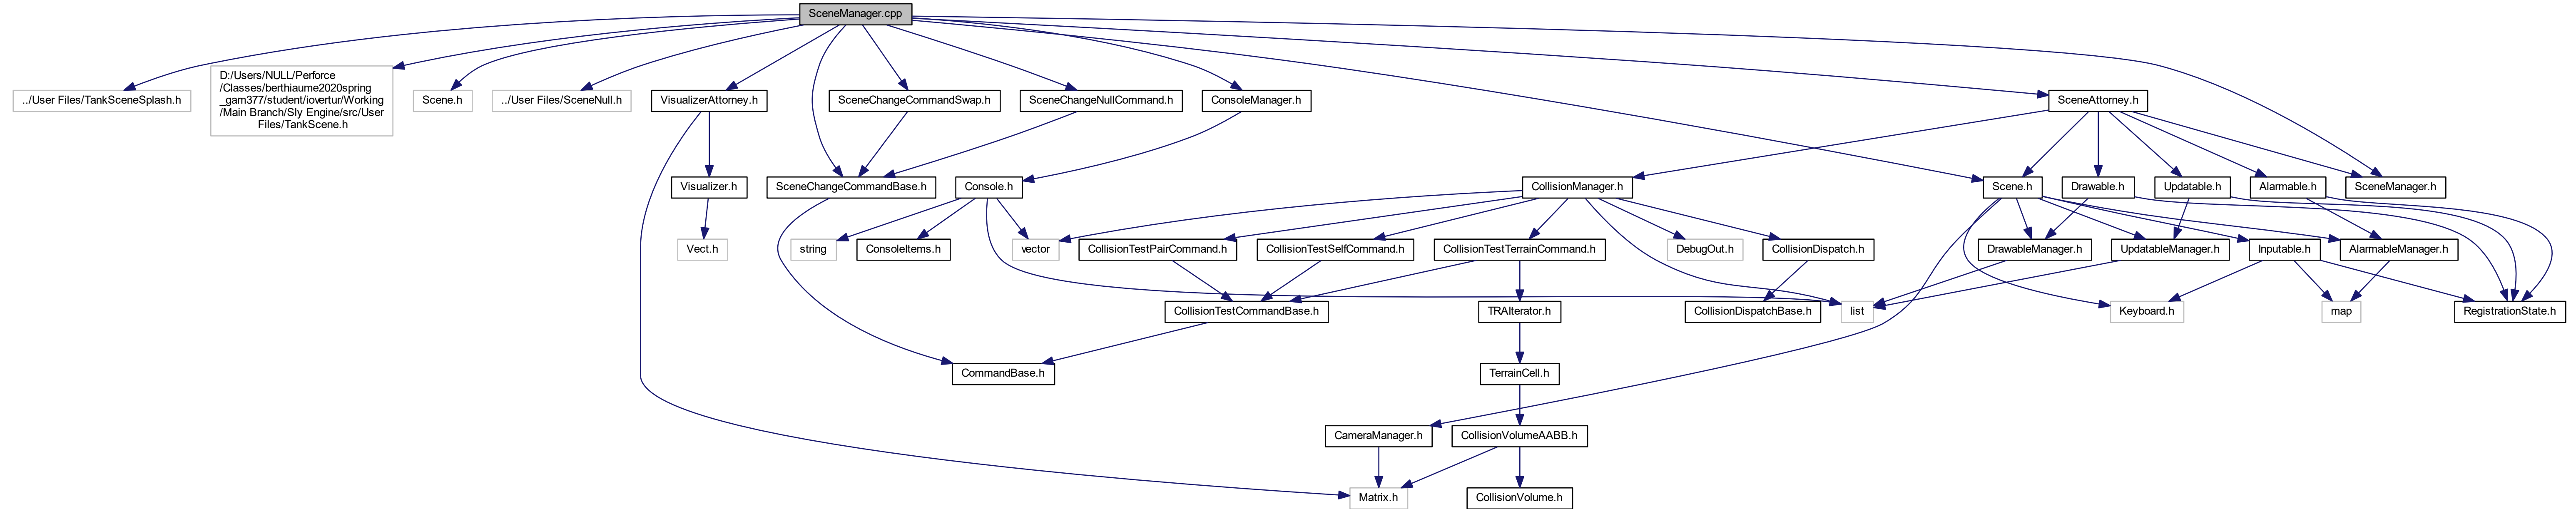 SceneManager.cpp
../User Files/TankSceneSplash.h
D:/Users/NULL/Perforce
/Classes/berthiaume2020spring
_gam377/student/iovertur/Working
/Main Branch/Sly Engine/src/User
Files/TankScene.h
Scene.h
../User Files/SceneNull.h
VisualizerAttorney.h
SceneChangeCommandSwap.h
SceneChangeNullCommand.h
ConsoleManager.h
SceneAttorney.h
Visualizer.h
SceneChangeCommandBase.h
Console.h
CollisionManager.h
Scene.h
Drawable.h
Updatable.h
Alarmable.h
SceneManager.h
Vect.h
string
ConsoleItems.h
vector
CollisionTestPairCommand.h
CollisionTestSelfCommand.h
CollisionTestTerrainCommand.h
DebugOut.h
CollisionDispatch.h
DrawableManager.h
UpdatableManager.h
Inputable.h
AlarmableManager.h
CollisionTestCommandBase.h
TRAIterator.h
CollisionDispatchBase.h
list
Keyboard.h
map
RegistrationState.h
CommandBase.h
TerrainCell.h
CameraManager.h
CollisionVolumeAABB.h
Matrix.h
CollisionVolume.h